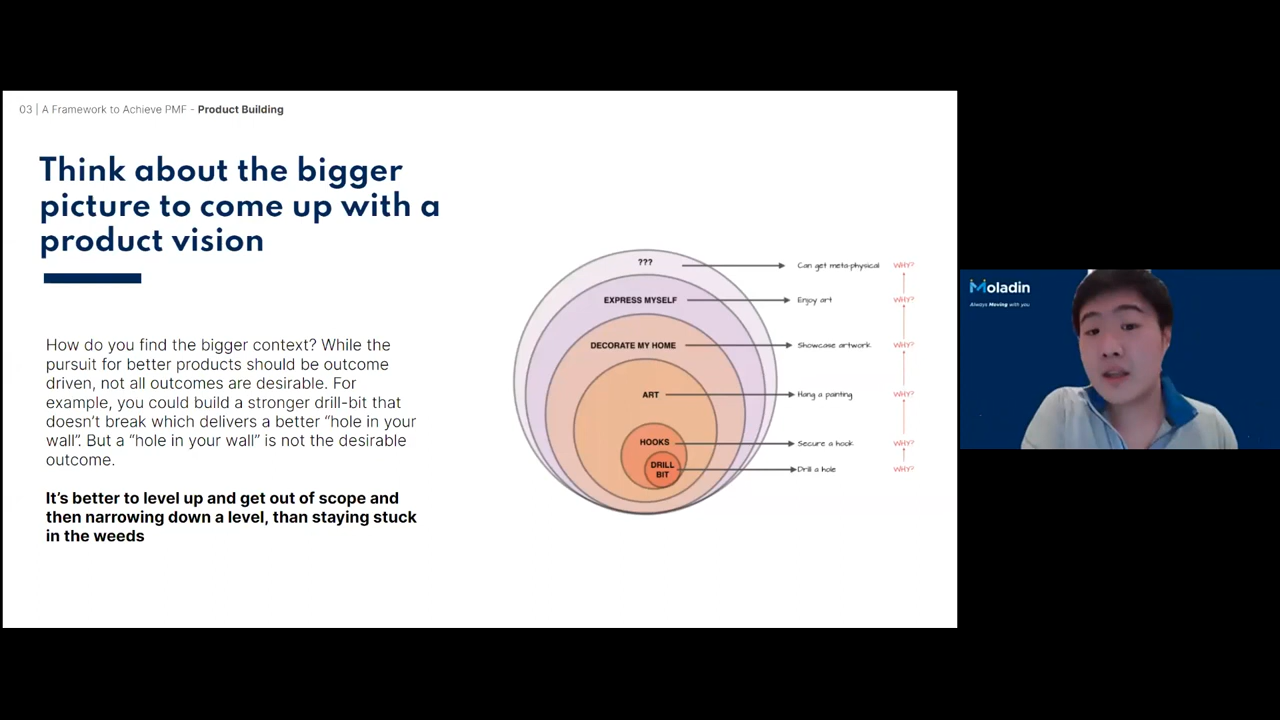 03 | A Framework to Achieve PMF - Product Building
Think about the bigger
picture to come up with a
product vision
How do you find the bigger context? While the
pursuit for better products should be outcome
driven, not all outcomes are desirable. For
example, you could build a stronger drill-bit that
doesn’t break which delivers a better “hole in your
wall”. But a “hole in your wall” is not the desirable
outcome.
It’s better to level up and get out of scope and
then narrowing down a level, than staying stuck
in the weeds
??? Can get meta-physical WHY?
EXPRESS MYSELF Enjoy art WHY?
DECORATE MY HOME Showcase artwork WHY?
ART Hang a painting WHY?
HOOKS Secure a hook WHY?
DRILL
BIT Drill a hole WHY?
Moladin
Always Moving with you